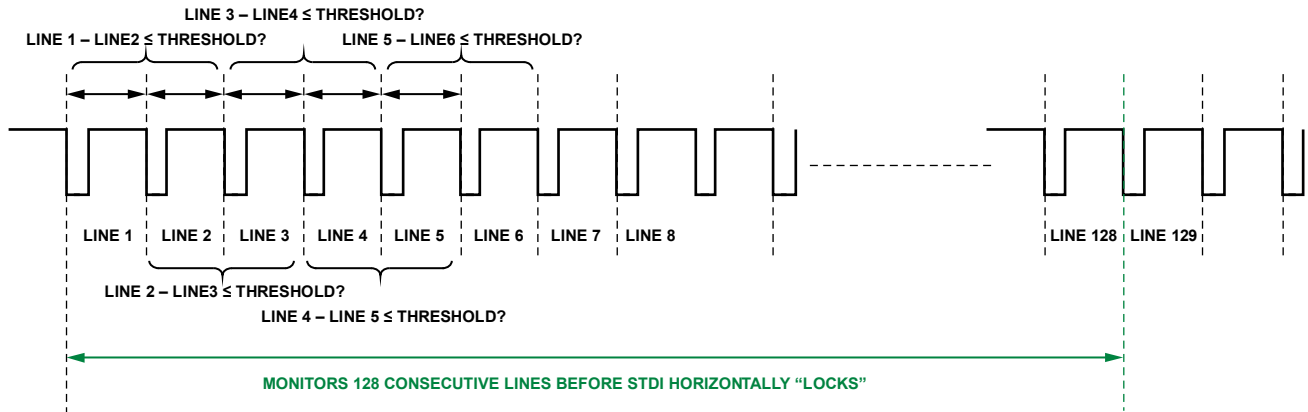 LINE 3 – LINE4 ≤ THRESHOLD?
LINE 1 – LINE2 ≤ THRESHOLD?
LINE 5 – LINE6 ≤ THRESHOLD?
LINE 1
LINE 2
LINE 3
LINE 4
LINE 5
LINE 6
LINE 7
LINE 8
LINE 128
LINE 129
LINE 2 – LINE3 ≤ THRESHOLD?
LINE 4 – LINE 5 ≤ THRESHOLD?
MONITORS 128 CONSECUTIVE LINES BEFORE STDI HORIZONTALLY “LOCKS”